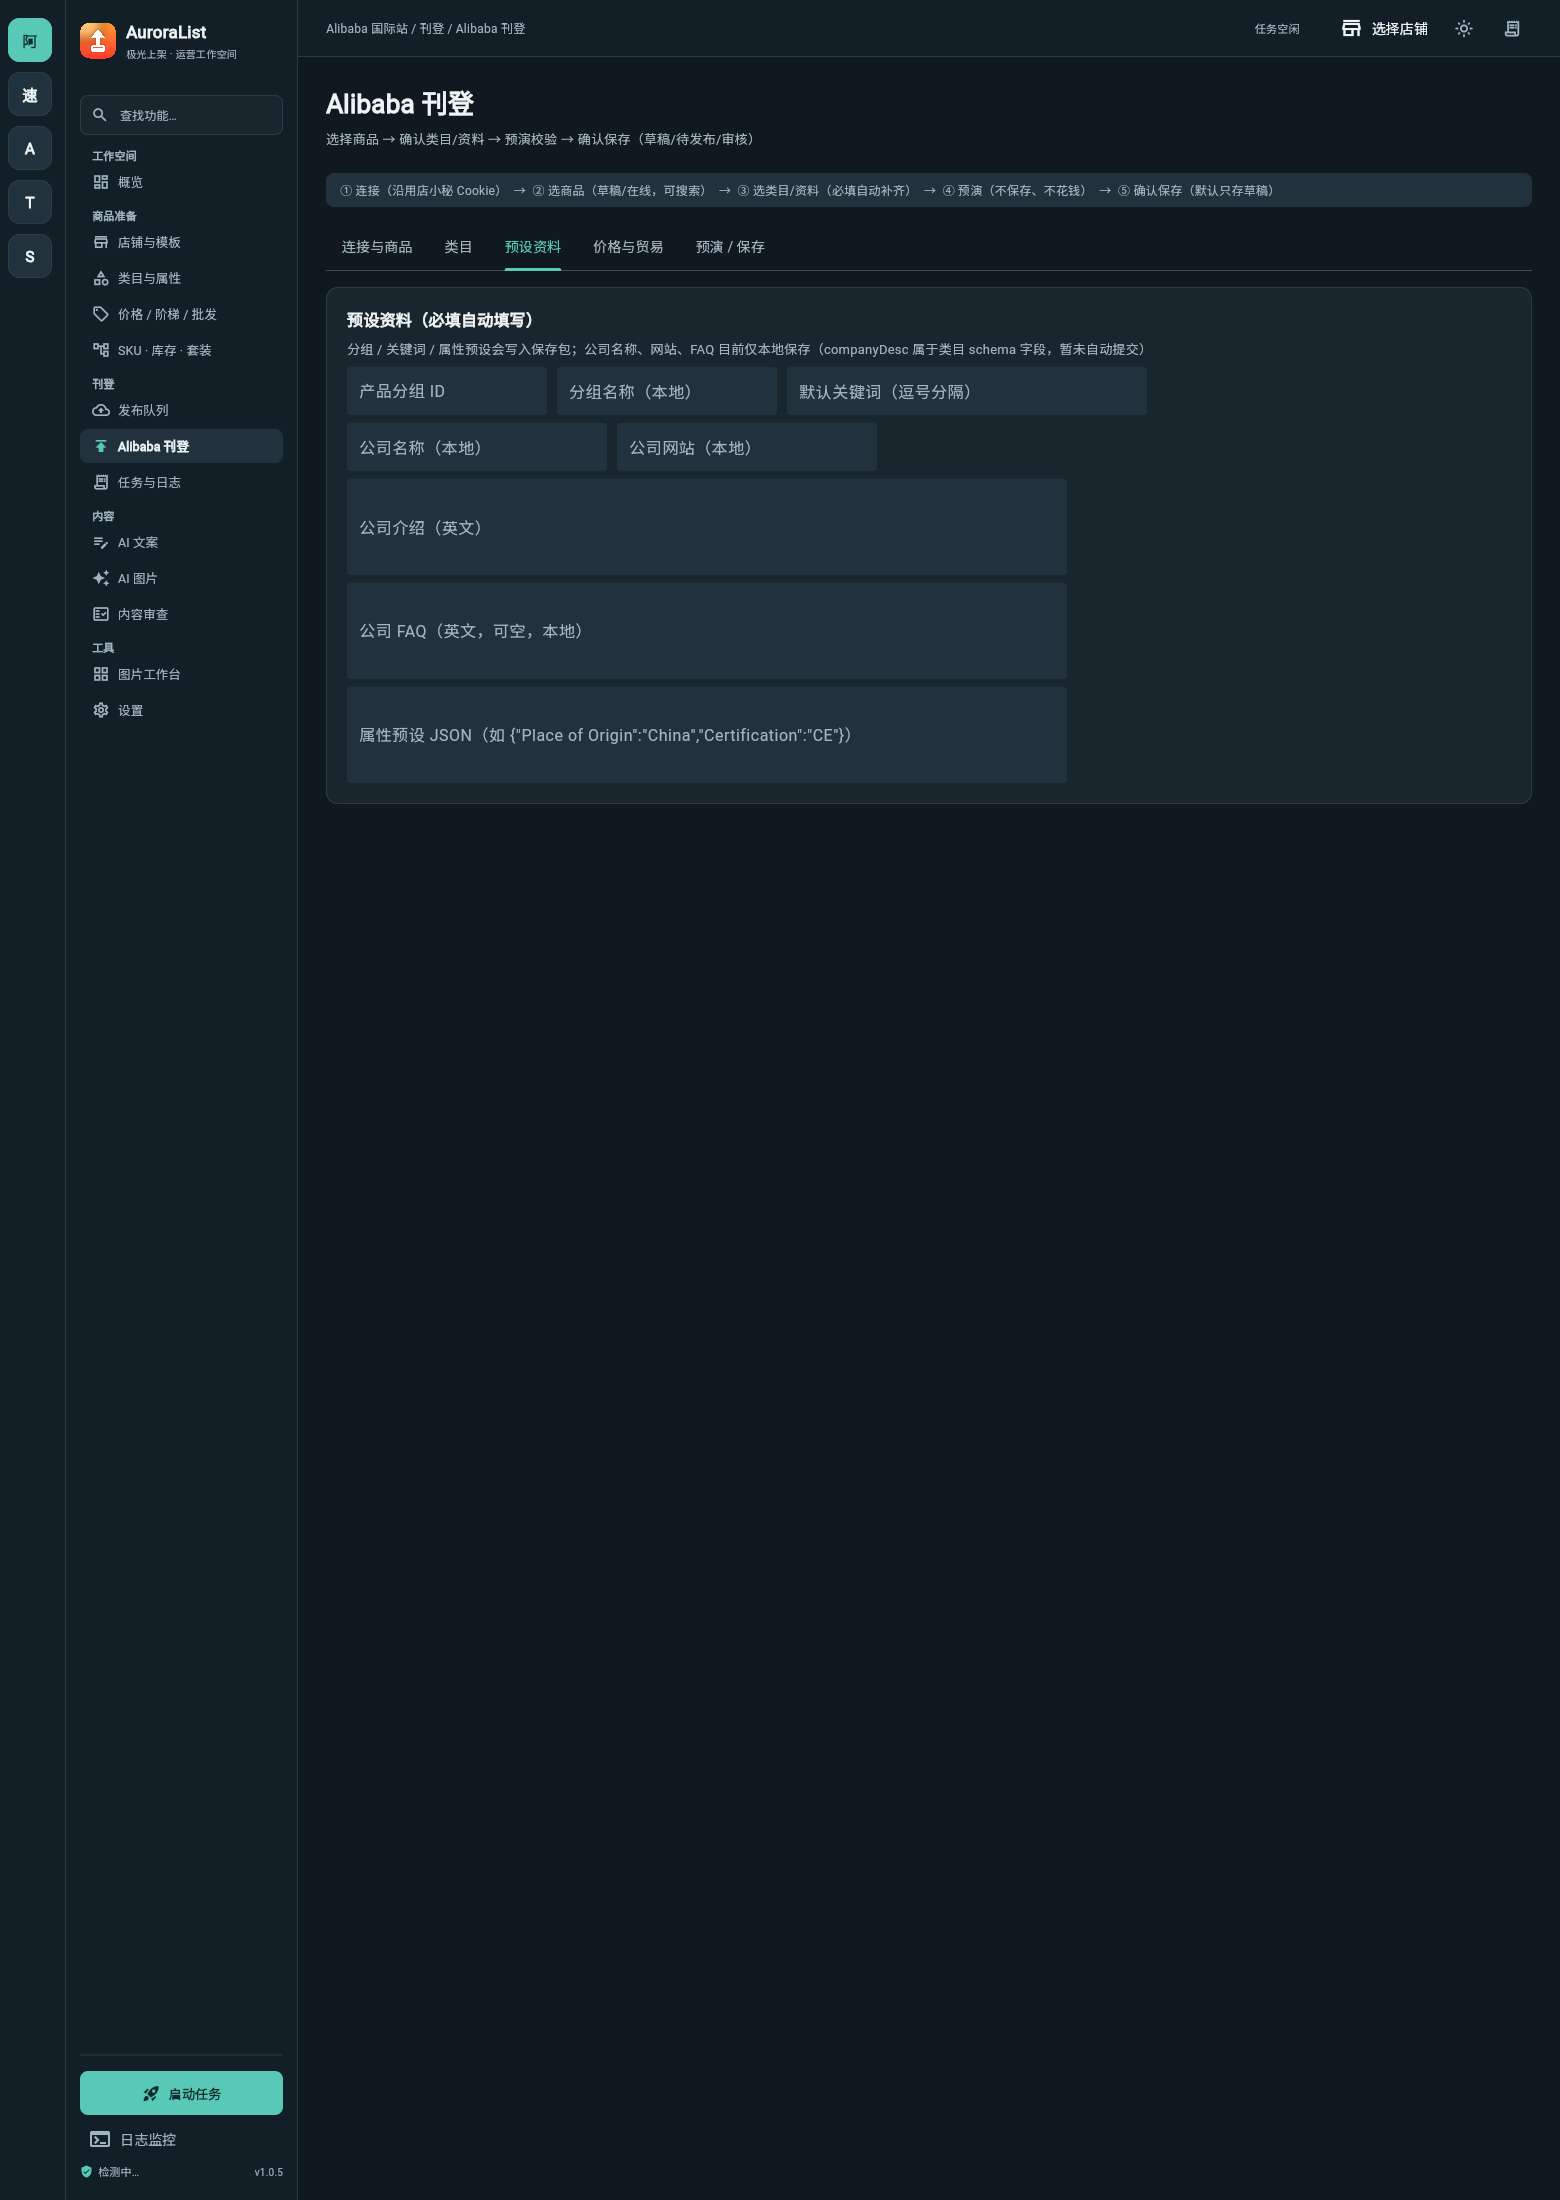 阿
速
A
T
S
AuroraList
极光上架 · 运营工作空间
查找功能...
工作空间
概览
商品准备
店铺与模板
类目与属性
价格 / 阶梯 / 批发
SKU · 库存 · 套装
刊登
发布队列
Alibaba 刊登
任务与日志
内容
AI 文案
AI 图片
内容审查
工具
图片工作台
设置
启动任务
日志监控
检测中...
v1.0.5
Alibaba 国际站 / 刊登 / Alibaba 刊登
任务空闲
选择店铺
Alibaba 刊登
选择商品 → 确认类目/资料 → 预演校验 → 确认保存（草稿/待发布/审核）
① 连接（沿用店小秘 Cookie） → ② 选商品（草稿/在线，可搜索） → ③ 选类目/资料（必填自动补齐） → ④ 预演（不保存、不花钱） → ⑤ 确认保存（默认只存草稿）
连接与商品
类目
预设资料
价格与贸易
预演 / 保存
预设资料（必填自动填写）
分组 / 关键词 / 属性预设会写入保存包；公司名称、网站、FAQ 目前仅本地保存（companyDesc 属于类目 schema 字段，暂未自动提交）
产品分组 ID
分组名称（本地）
默认关键词（逗号分隔）
公司名称（本地）
公司网站（本地）
公司介绍（英文）
公司 FAQ（英文，可空，本地）
属性预设 JSON（如 {"Place of Origin":"China","Certification":"CE"}）